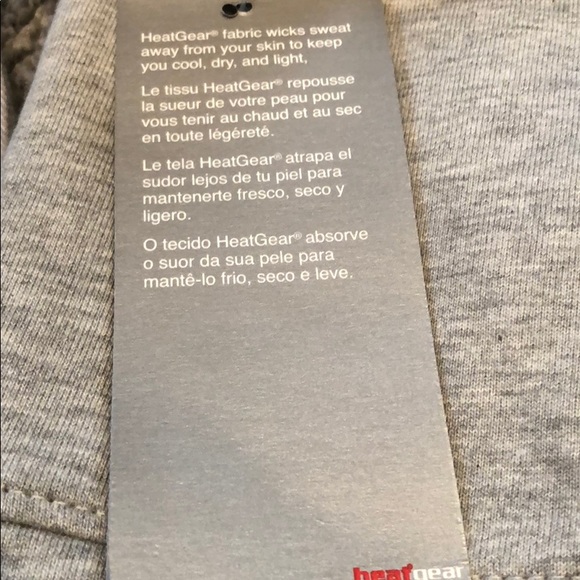 HeatGear® fabric wicks sweat
away from your skin to keep
you cool, dry, and light,
Le tissu HeatGear® repousse
la sueur de votre peau pour
vous tenir au chaud et au sec
en toute légéreté.
Le tela HeatGear® atrapa el
sudor lejos de tu piel para
mantenerte fresco, seco y
ligero.
O tecido HeatGear® absorve
o suor da sua pele para
mantê-lo frio, seco e leve.
heatgear